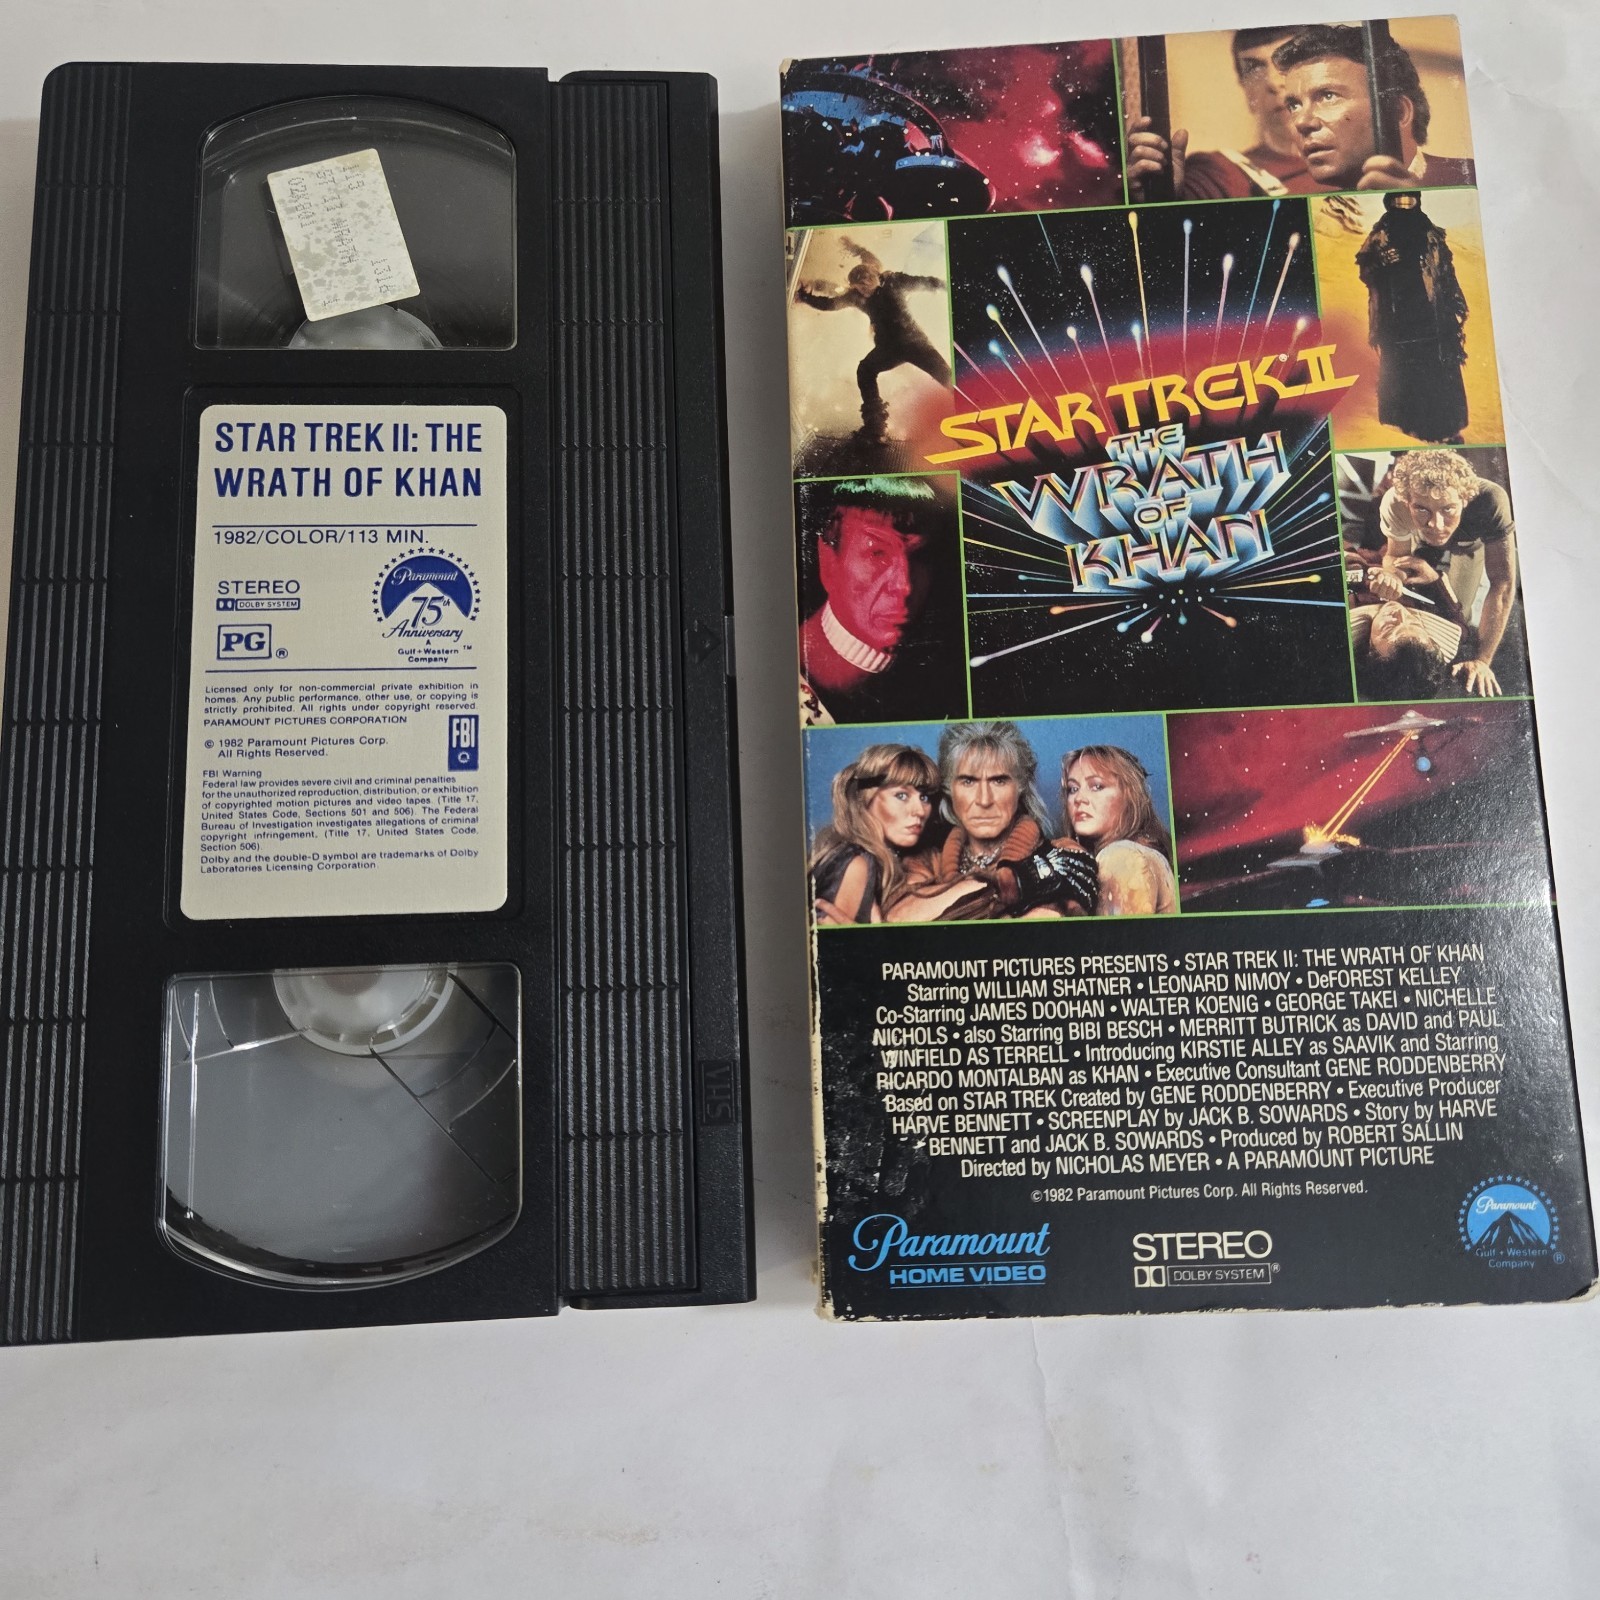 STAR TREK II: THE
WRATH OF KHAN
1982/COLOR/113 MIN.
STEREO
DOLBY SYSTEM
PG ®
Paramount
75th
Anniversary
A
Gulf + Western ™
Company
Licensed only for non-commercial private exhibition in
homes. Any public performance, other use, or copying is
strictly prohibited. All rights under copyright reserved.
PARAMOUNT PICTURES CORPORATION
© 1982 Paramount Pictures Corp.
All Rights Reserved.
FBI
FBI Warning
Federal law provides severe civil and criminal penalties
for the unauthorized reproduction, distribution, or exhibition
of copyrighted motion pictures and video tapes. (Title 17,
United States Code, Sections 501 and 506). The Federal
Bureau of Investigation investigates allegations of criminal
copyright infringement, (Title 17, United States Code,
Section 506).
Dolby and the double-D symbol are trademarks of Dolby
Laboratories Licensing Corporation.
VHS
STAR TREK® II
THE
WRATH
OF
KHAN
PARAMOUNT PICTURES PRESENTS • STAR TREK II: THE WRATH OF KHAN
Starring WILLIAM SHATNER • LEONARD NIMOY • DeFOREST KELLEY
Co-Starring JAMES DOOHAN • WALTER KOENIG • GEORGE TAKEI • NICHELLE
NICHOLS • also Starring BIBI BESCH • MERRITT BUTRICK as DAVID and PAUL
WINFIELD AS TERRELL • Introducing KIRSTIE ALLEY as SAAVIK and Starring
RICARDO MONTALBAN as KHAN • Executive Consultant GENE RODDENBERRY
Based on STAR TREK Created by GENE RODDENBERRY • Executive Producer
HARVE BENNETT • SCREENPLAY by JACK B. SOWARDS • Story by HARVE
BENNETT and JACK B. SOWARDS • Produced by ROBERT SALLIN
Directed by NICHOLAS MEYER • A PARAMOUNT PICTURE
©1982 Paramount Pictures Corp. All Rights Reserved.
Paramount
HOME VIDEO
STEREO
DOLBY SYSTEM ®
Paramount
A
Gulf + Western ®
Company